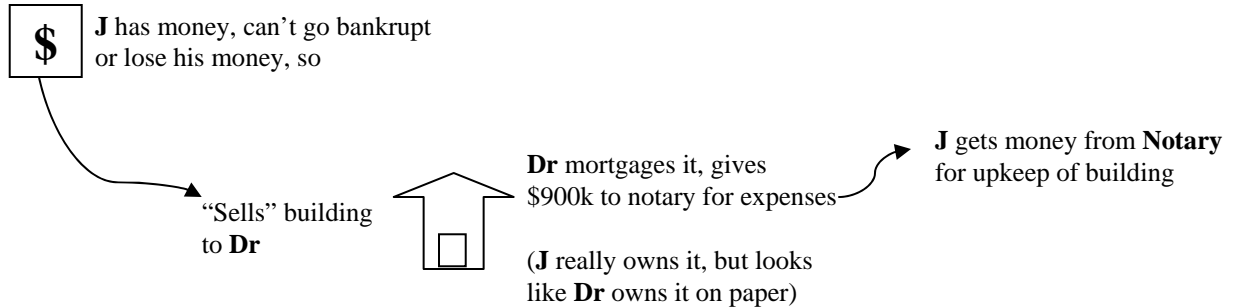 $
J has money, can’t go bankrupt
or lose his money, so
“Sells” building
to Dr
Dr mortgages it, gives
$900k to notary for expenses
(J really owns it, but looks
like Dr owns it on paper)
J gets money from Notary
for upkeep of building